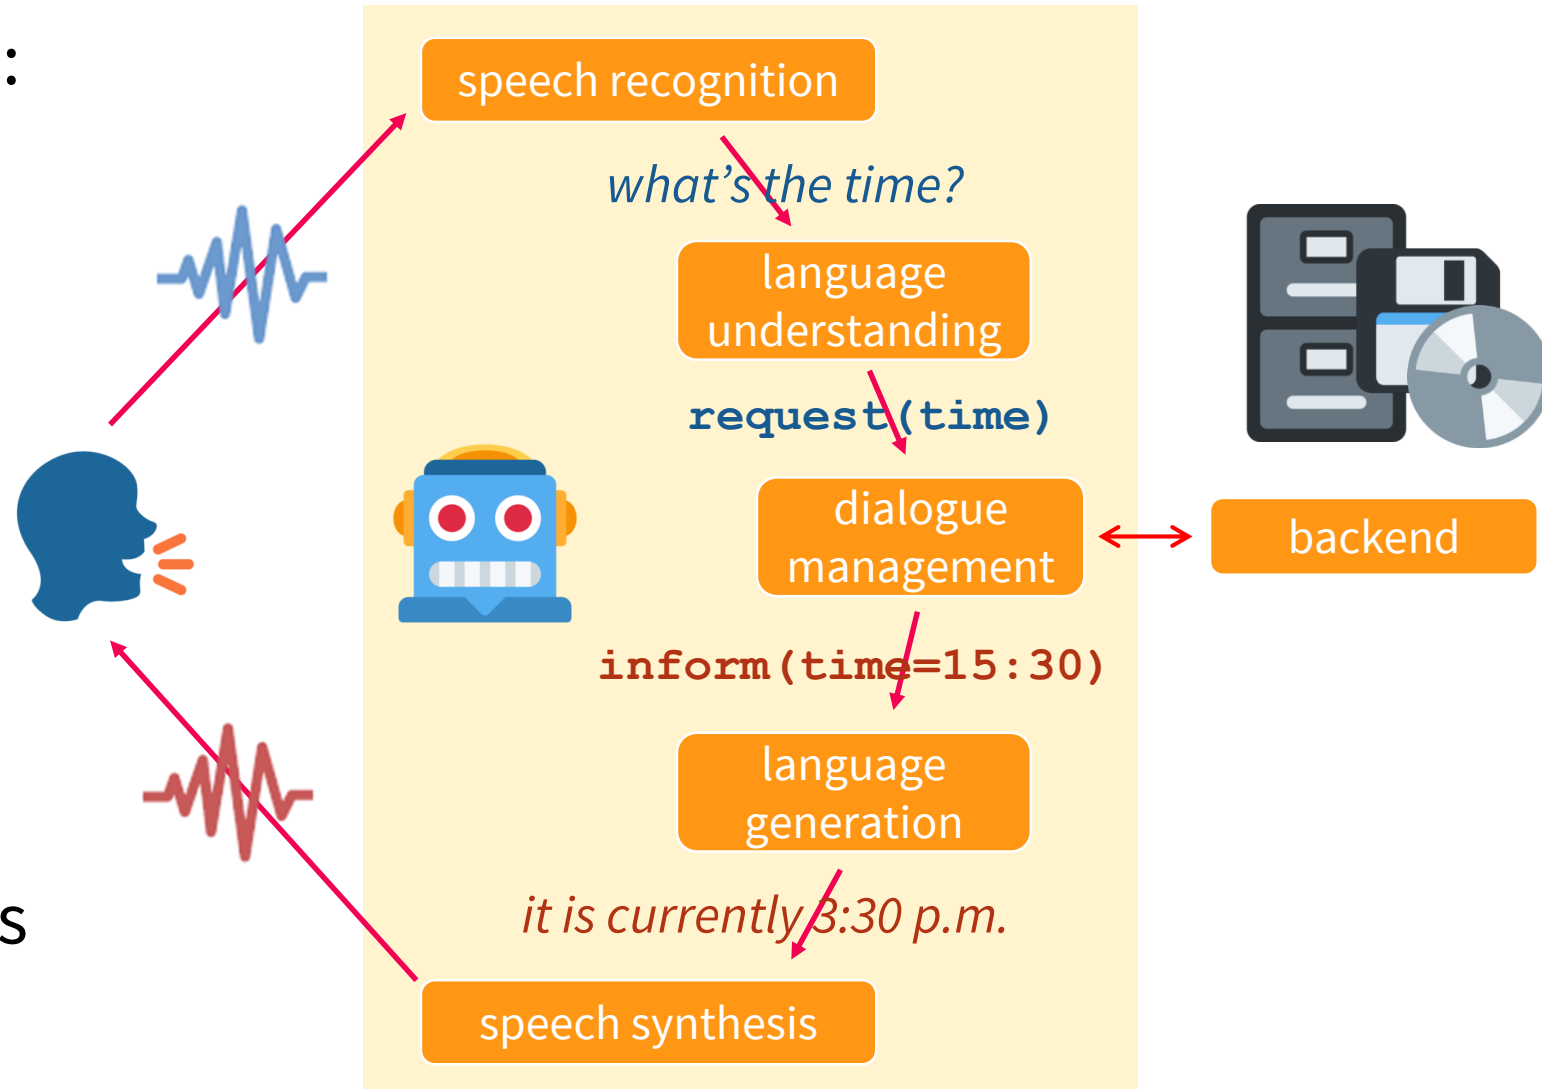 :
speech recognition
what's the time?
language
understanding
request(time)
dialogue
management
backend
inform(time=15:30)
language
generation
it is currently 3:30 p.m.
s
speech synthesis